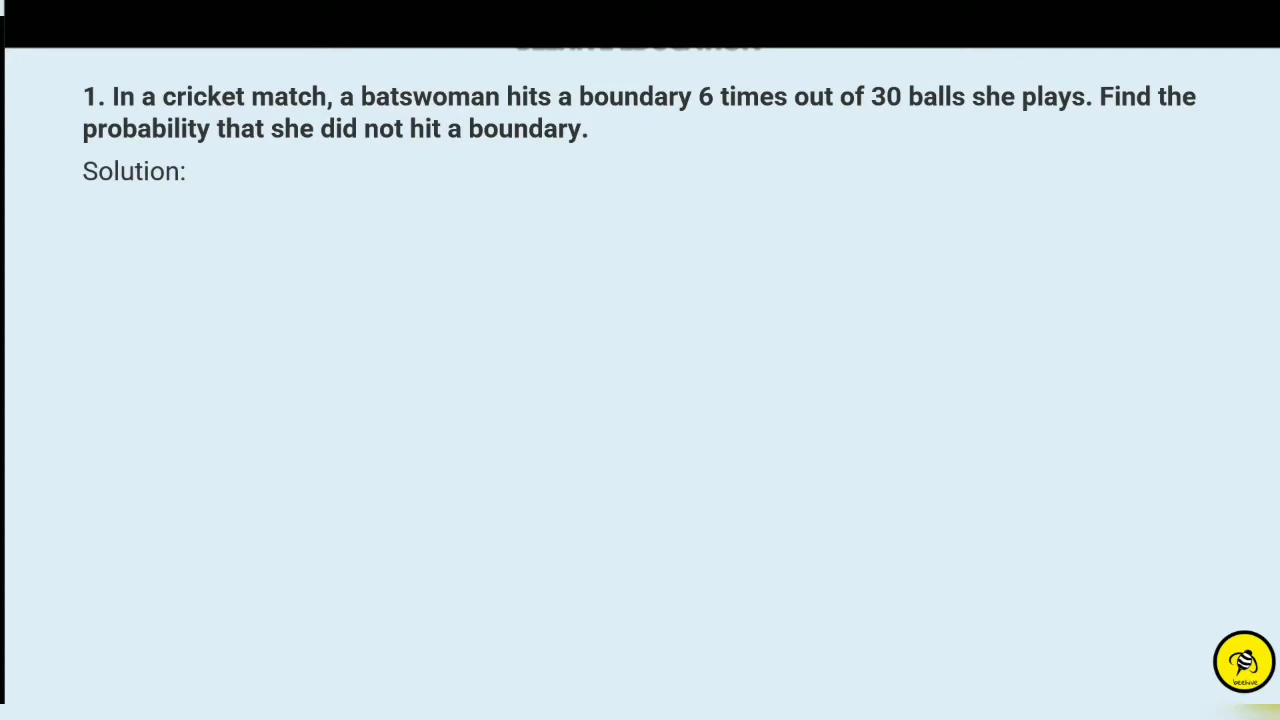 1. In a cricket match, a batswoman hits a boundary 6 times out of 30 balls she plays. Find the
probability that she did not hit a boundary.
Solution:
beehive